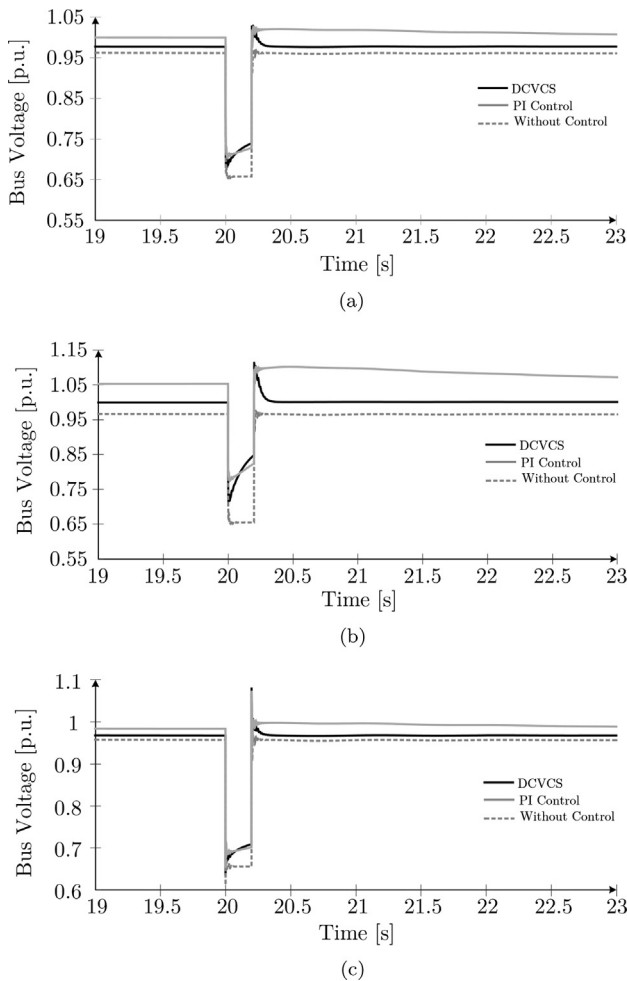 Bus Voltage [p.u.]
1.05
0.95
0.85
0.75
0.65
0.55
DCVCS
PI Control
Without Control
19 19.5 20 20.5 21 21.5 22 22.5 23
Time [s]
(a)
Bus Voltage [p.u.]
1.15
1.05
0.95
0.85
0.75
0.65
0.55
DCVCS
PI Control
Without Control
19 19.5 20 20.5 21 21.5 22 22.5 23
Time [s]
(b)
Bus Voltage [p.u.]
1.1
1
0.9
0.8
0.7
0.6
DCVCS
PI Control
Without Control
19 19.5 20 20.5 21 21.5 22 22.5 23
Time [s]
(c)